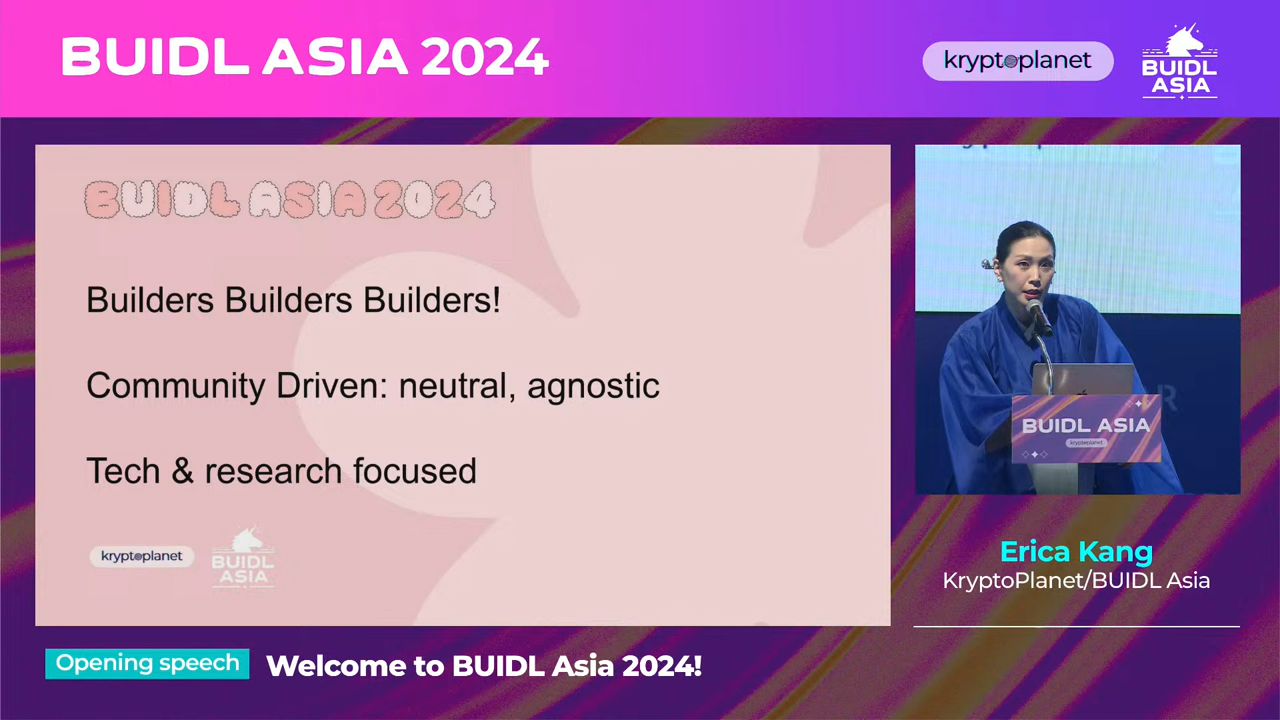 BUIDL ASIA 2024
kryptoplanet
BUIDL
ASIA
BUIDL ASIA 2024
Builders Builders Builders!
Community Driven: neutral, agnostic
Tech & research focused
kryptoplanet
BUIDL
ASIA
BUIDL ASIA
kryptoplanet
Erica Kang
KryptoPlanet/BUIDL Asia
Opening speech
Welcome to BUIDL Asia 2024!